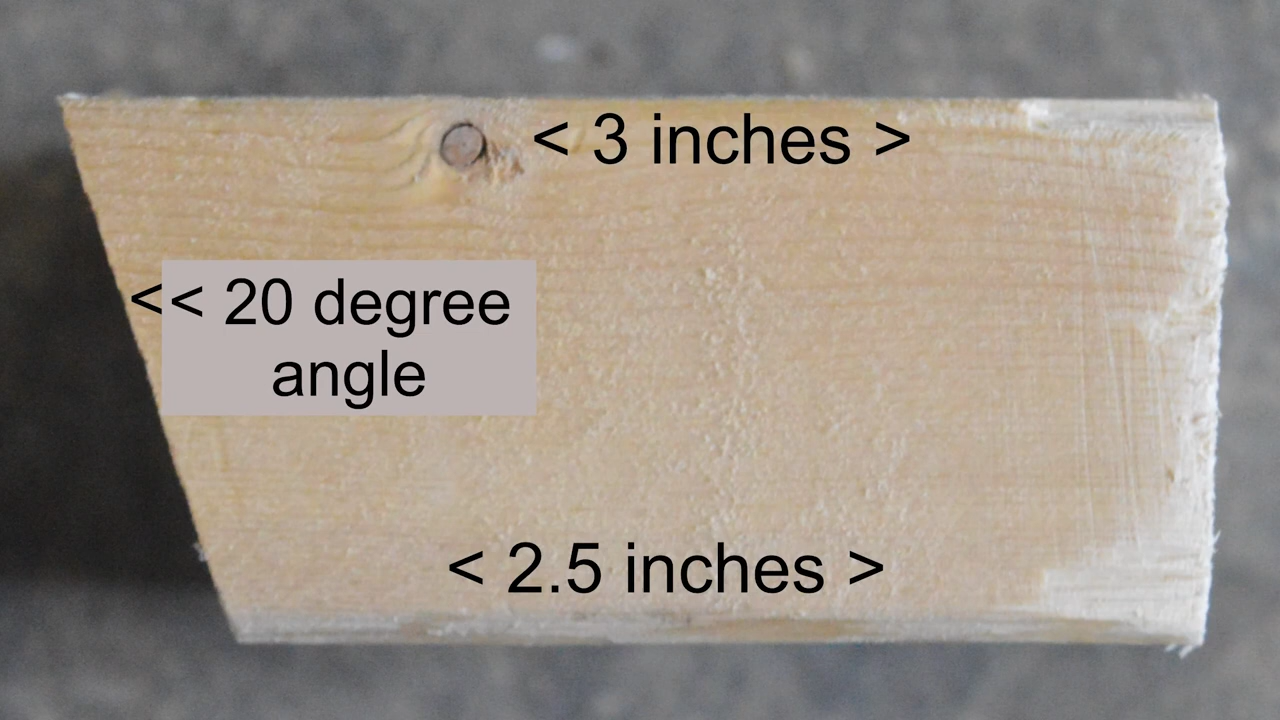 < 3 inches >
<< 20 degree
angle
< 2.5 inches >